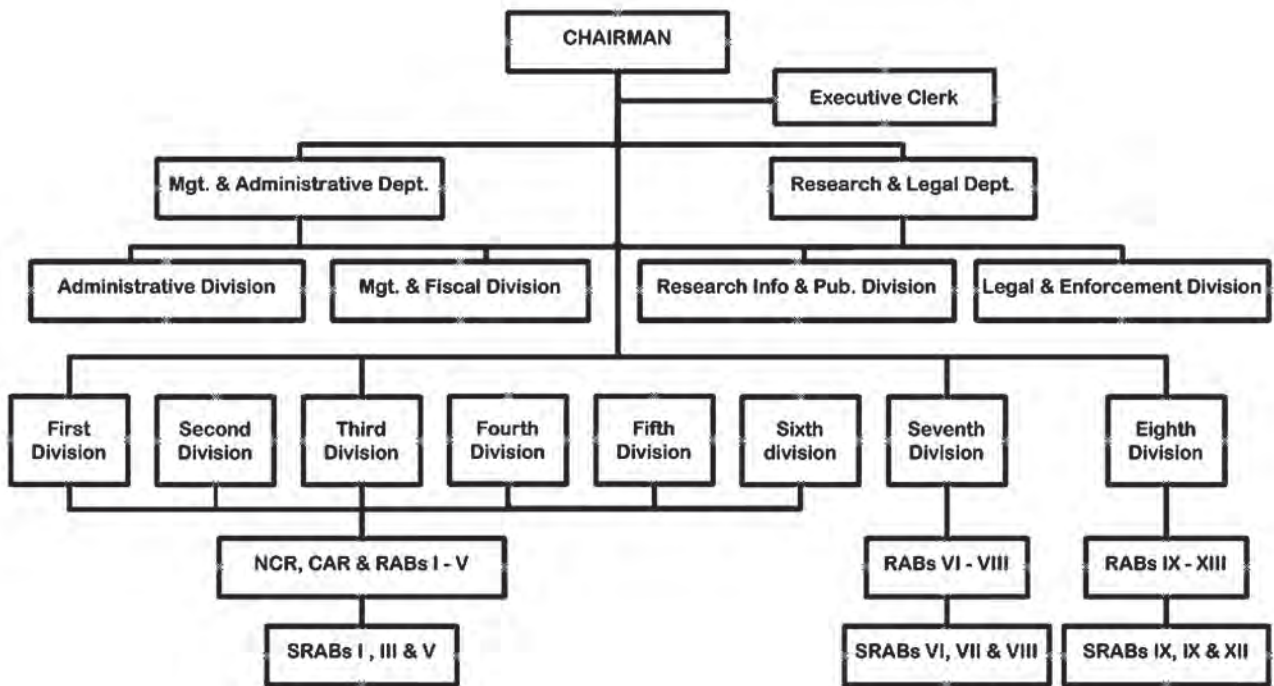 CHAIRMAN
Executive Clerk
Mgt. & Administrative Dept.
Research & Legal Dept.
Administrative Division
Mgt. & Fiscal Division
Research Info & Pub. Division
Legal & Enforcement Division
First
Division
Second
Division
Third
Division
Fourth
Division
Fifth
Division
Sixth
division
Seventh
Division
Eighth
Division
NCR, CAR & RABs I - V
RABs VI - VIII
RABs IX - XIII
SRABs I , III & V
SRABs VI, VII & VIII
SRABs IX, IX & XII